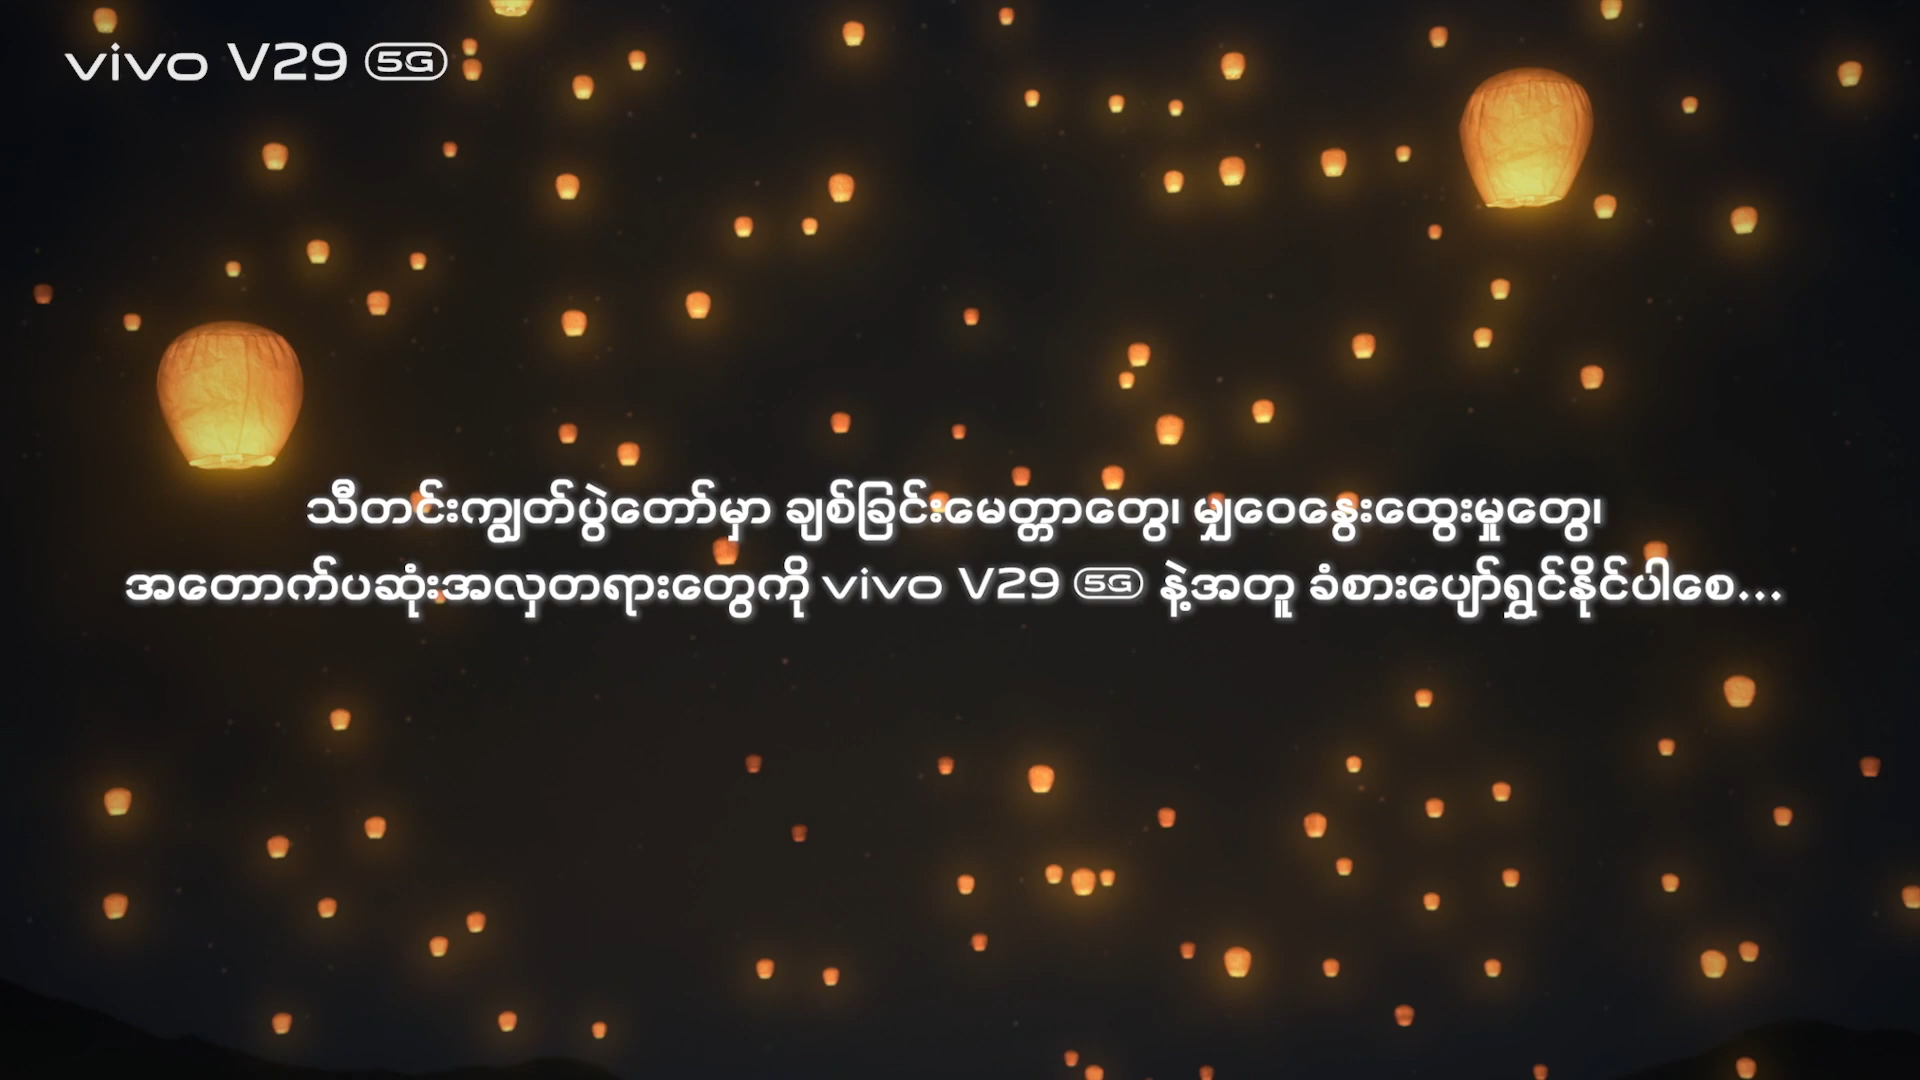 vivo V29 5G
သီတင်းကျွတ်ပွဲတော်မှာ ချစ်ခြင်းမေတ္တာတွေ၊ မျှဝေနွေးထွေးမှုတွေ၊
အတောက်ပဆုံးအလှတရားတွေကို vivo V29 5G နဲ့အတူ ခံစားပျော်ရွှင်နိုင်ပါစေ...